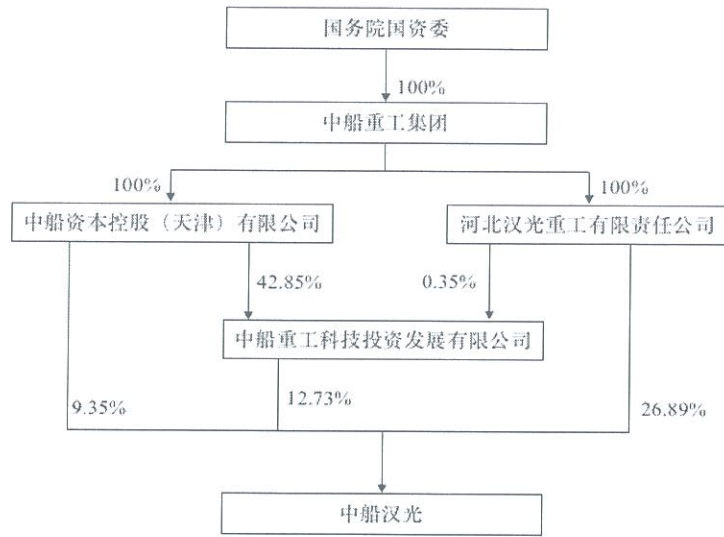 国务院国资委
100%
中船重工集团
100%
100%
中船资本控股（天津）有限公司
河北汉光重工有限责任公司
42.85%
0.35%
中船重工科技投资发展有限公司
9.35%
12.73%
26.89%
中船汉光